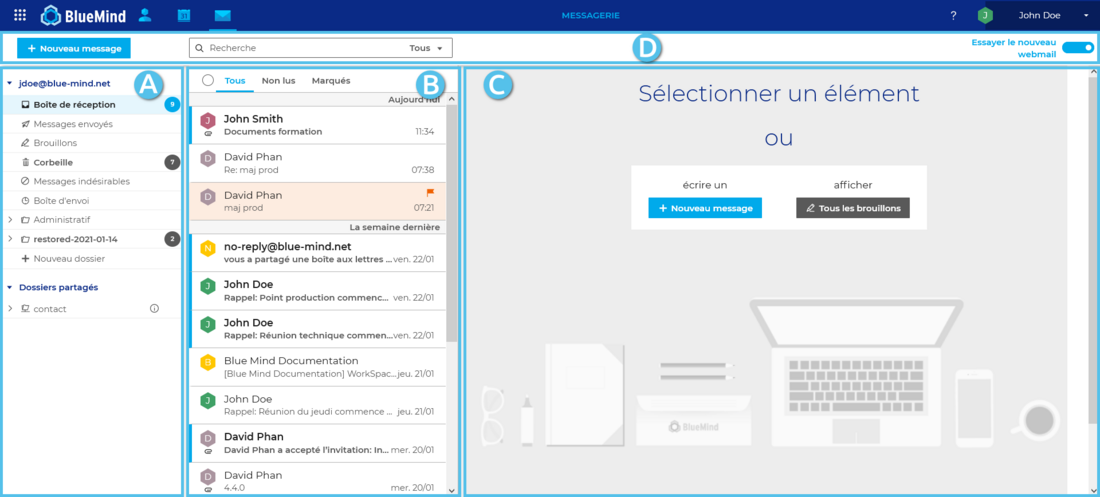 BlueMind
31
MESSAGERIE
?
J
John Doe
+ Nouveau message
Recherche
Tous
D
Essayer le nouveau
webmail
jdoe@blue-mind.net
A
Boîte de réception
9
Messages envoyés
Brouillons
Corbeille
7
Messages indésirables
Boîte d'envoi
Administratif
restored-2021-01-14
2
+ Nouveau dossier
Dossiers partagés
contact
Tous
Non lus
Marqués
B
Aujourd'hui
J
John Smith
Documents formation
11:34
D
David Phan
Re: maj prod
07:38
D
David Phan
maj prod
07:21
La semaine dernière
N
no-reply@blue-mind.net
vous a partagé une boîte aux lettres ...
ven. 22/01
J
John Doe
Rappel: Point production commenc...
ven. 22/01
J
John Doe
Rappel: Réunion technique commen...
ven. 22/01
B
Blue Mind Documentation
[Blue Mind Documentation] WorkSpac...
jeu. 21/01
J
John Doe
Rappel: Réunion du jeudi commence ...
jeu. 21/01
D
David Phan
David Phan a accepté l'invitation: In...
mer. 20/01
D
David Phan
4.4.0
mer. 20/01
C
Sélectionner un élément
ou
écrire un
+ Nouveau message
afficher
Tous les brouillons
BlueMind